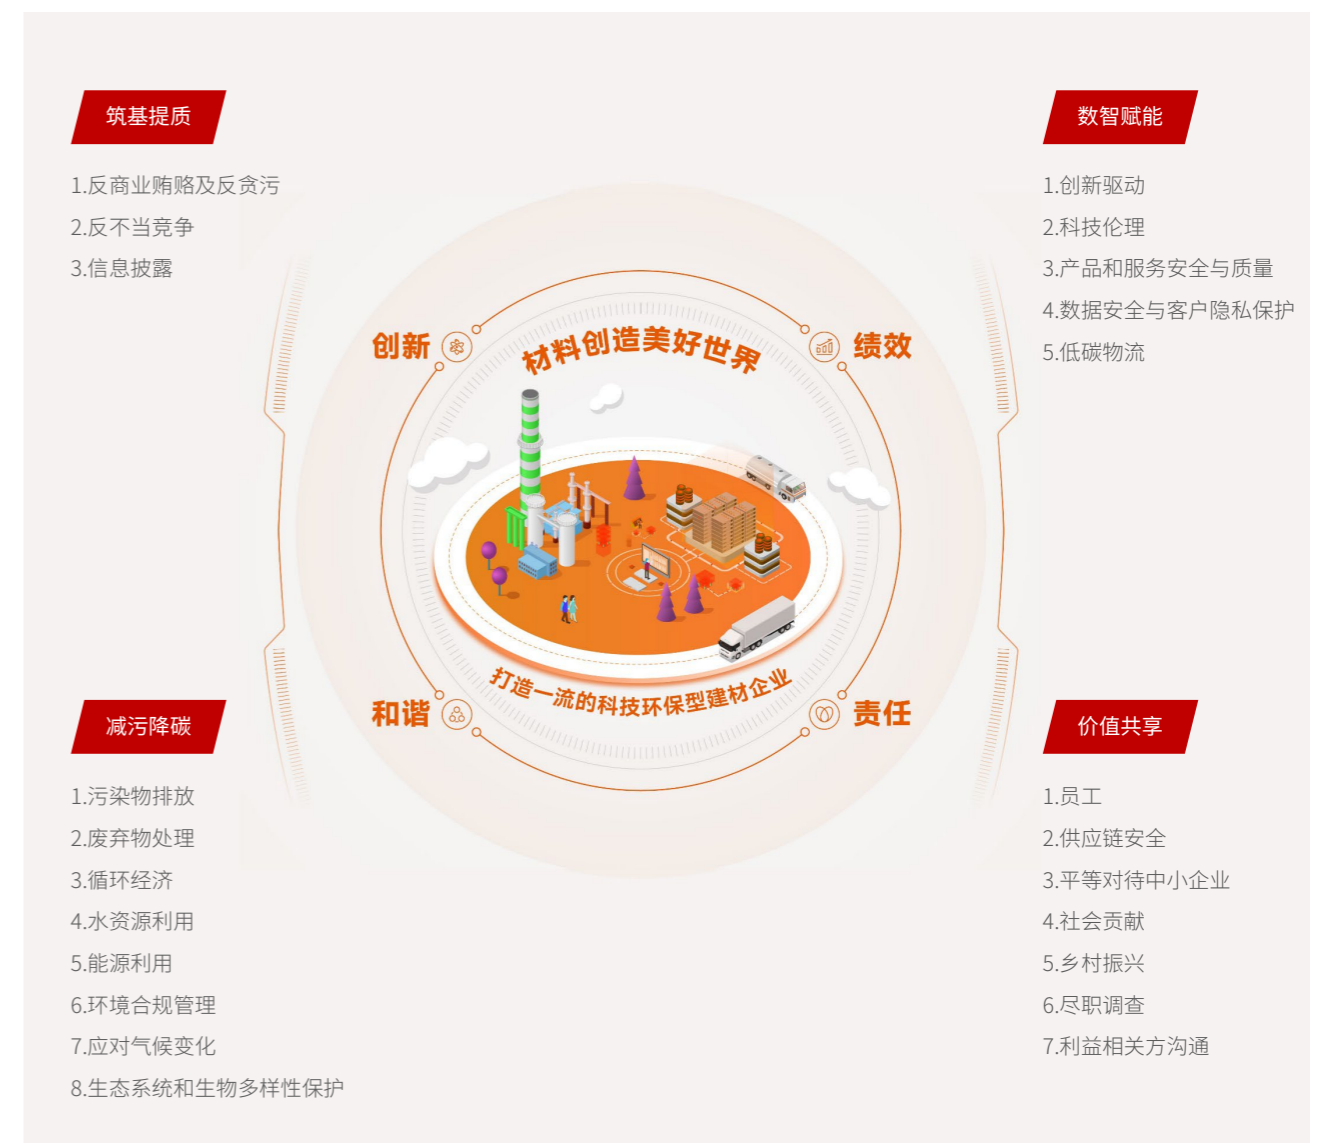 筑基提质
1.反商业贿赂及反贪污
2.反不当竞争
3.信息披露
数智赋能
1.创新驱动
2.科技伦理
3.产品和服务安全与质量
4.数据安全与客户隐私保护
5.低碳物流
创新
绩效
材料创造美好世界
打造一流的科技环保型建材企业
和谐
责任
减污降碳
1.污染物排放
2.废弃物处理
3.循环经济
4.水资源利用
5.能源利用
6.环境合规管理
7.应对气候变化
8.生态系统和生物多样性保护
价值共享
1.员工
2.供应链安全
3.平等对待中小企业
4.社会贡献
5.乡村振兴
6.尽职调查
7.利益相关方沟通